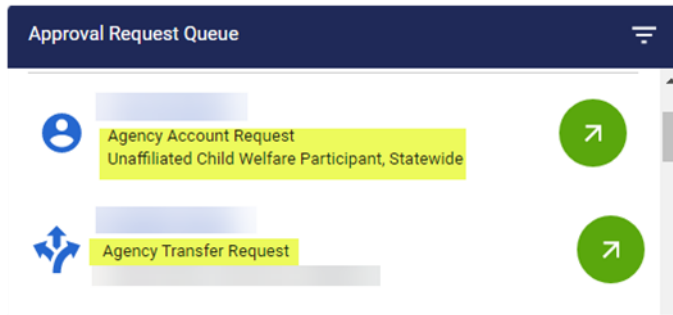 Approval Request Queue
Agency Account Request
Unaffiliated Child Welfare Participant, Statewide
Agency Transfer Request